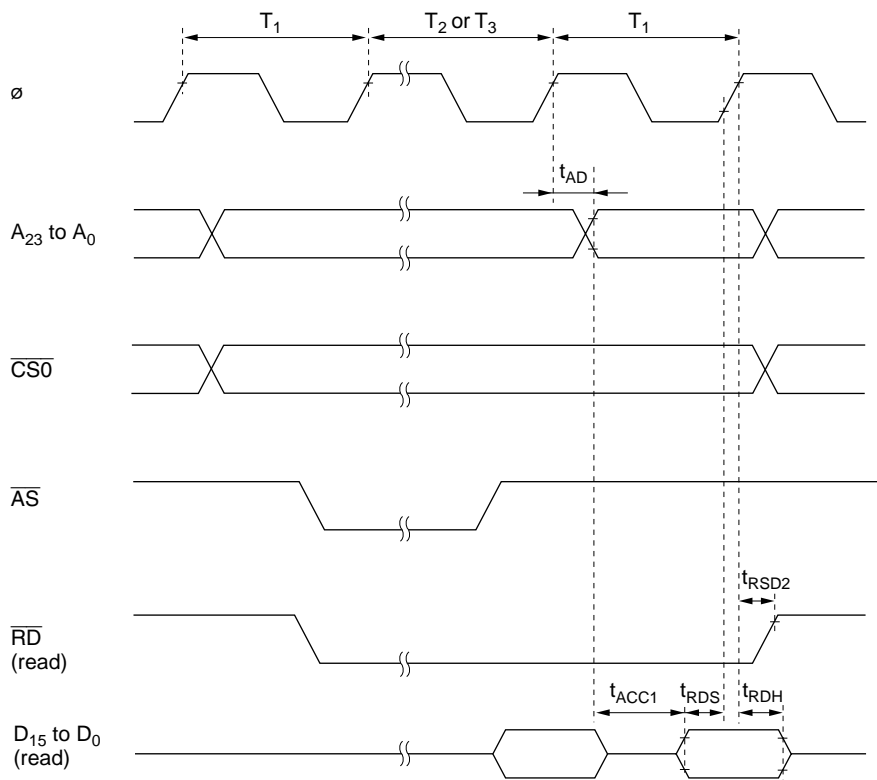 T₁ T₂ or T₃ T₁
ø
tAD
A₂₃ to A₀
CS0
AS
tRSD2
RD
(read)
tACC1 tRDS tRDH
D₁₅ to D₀
(read)